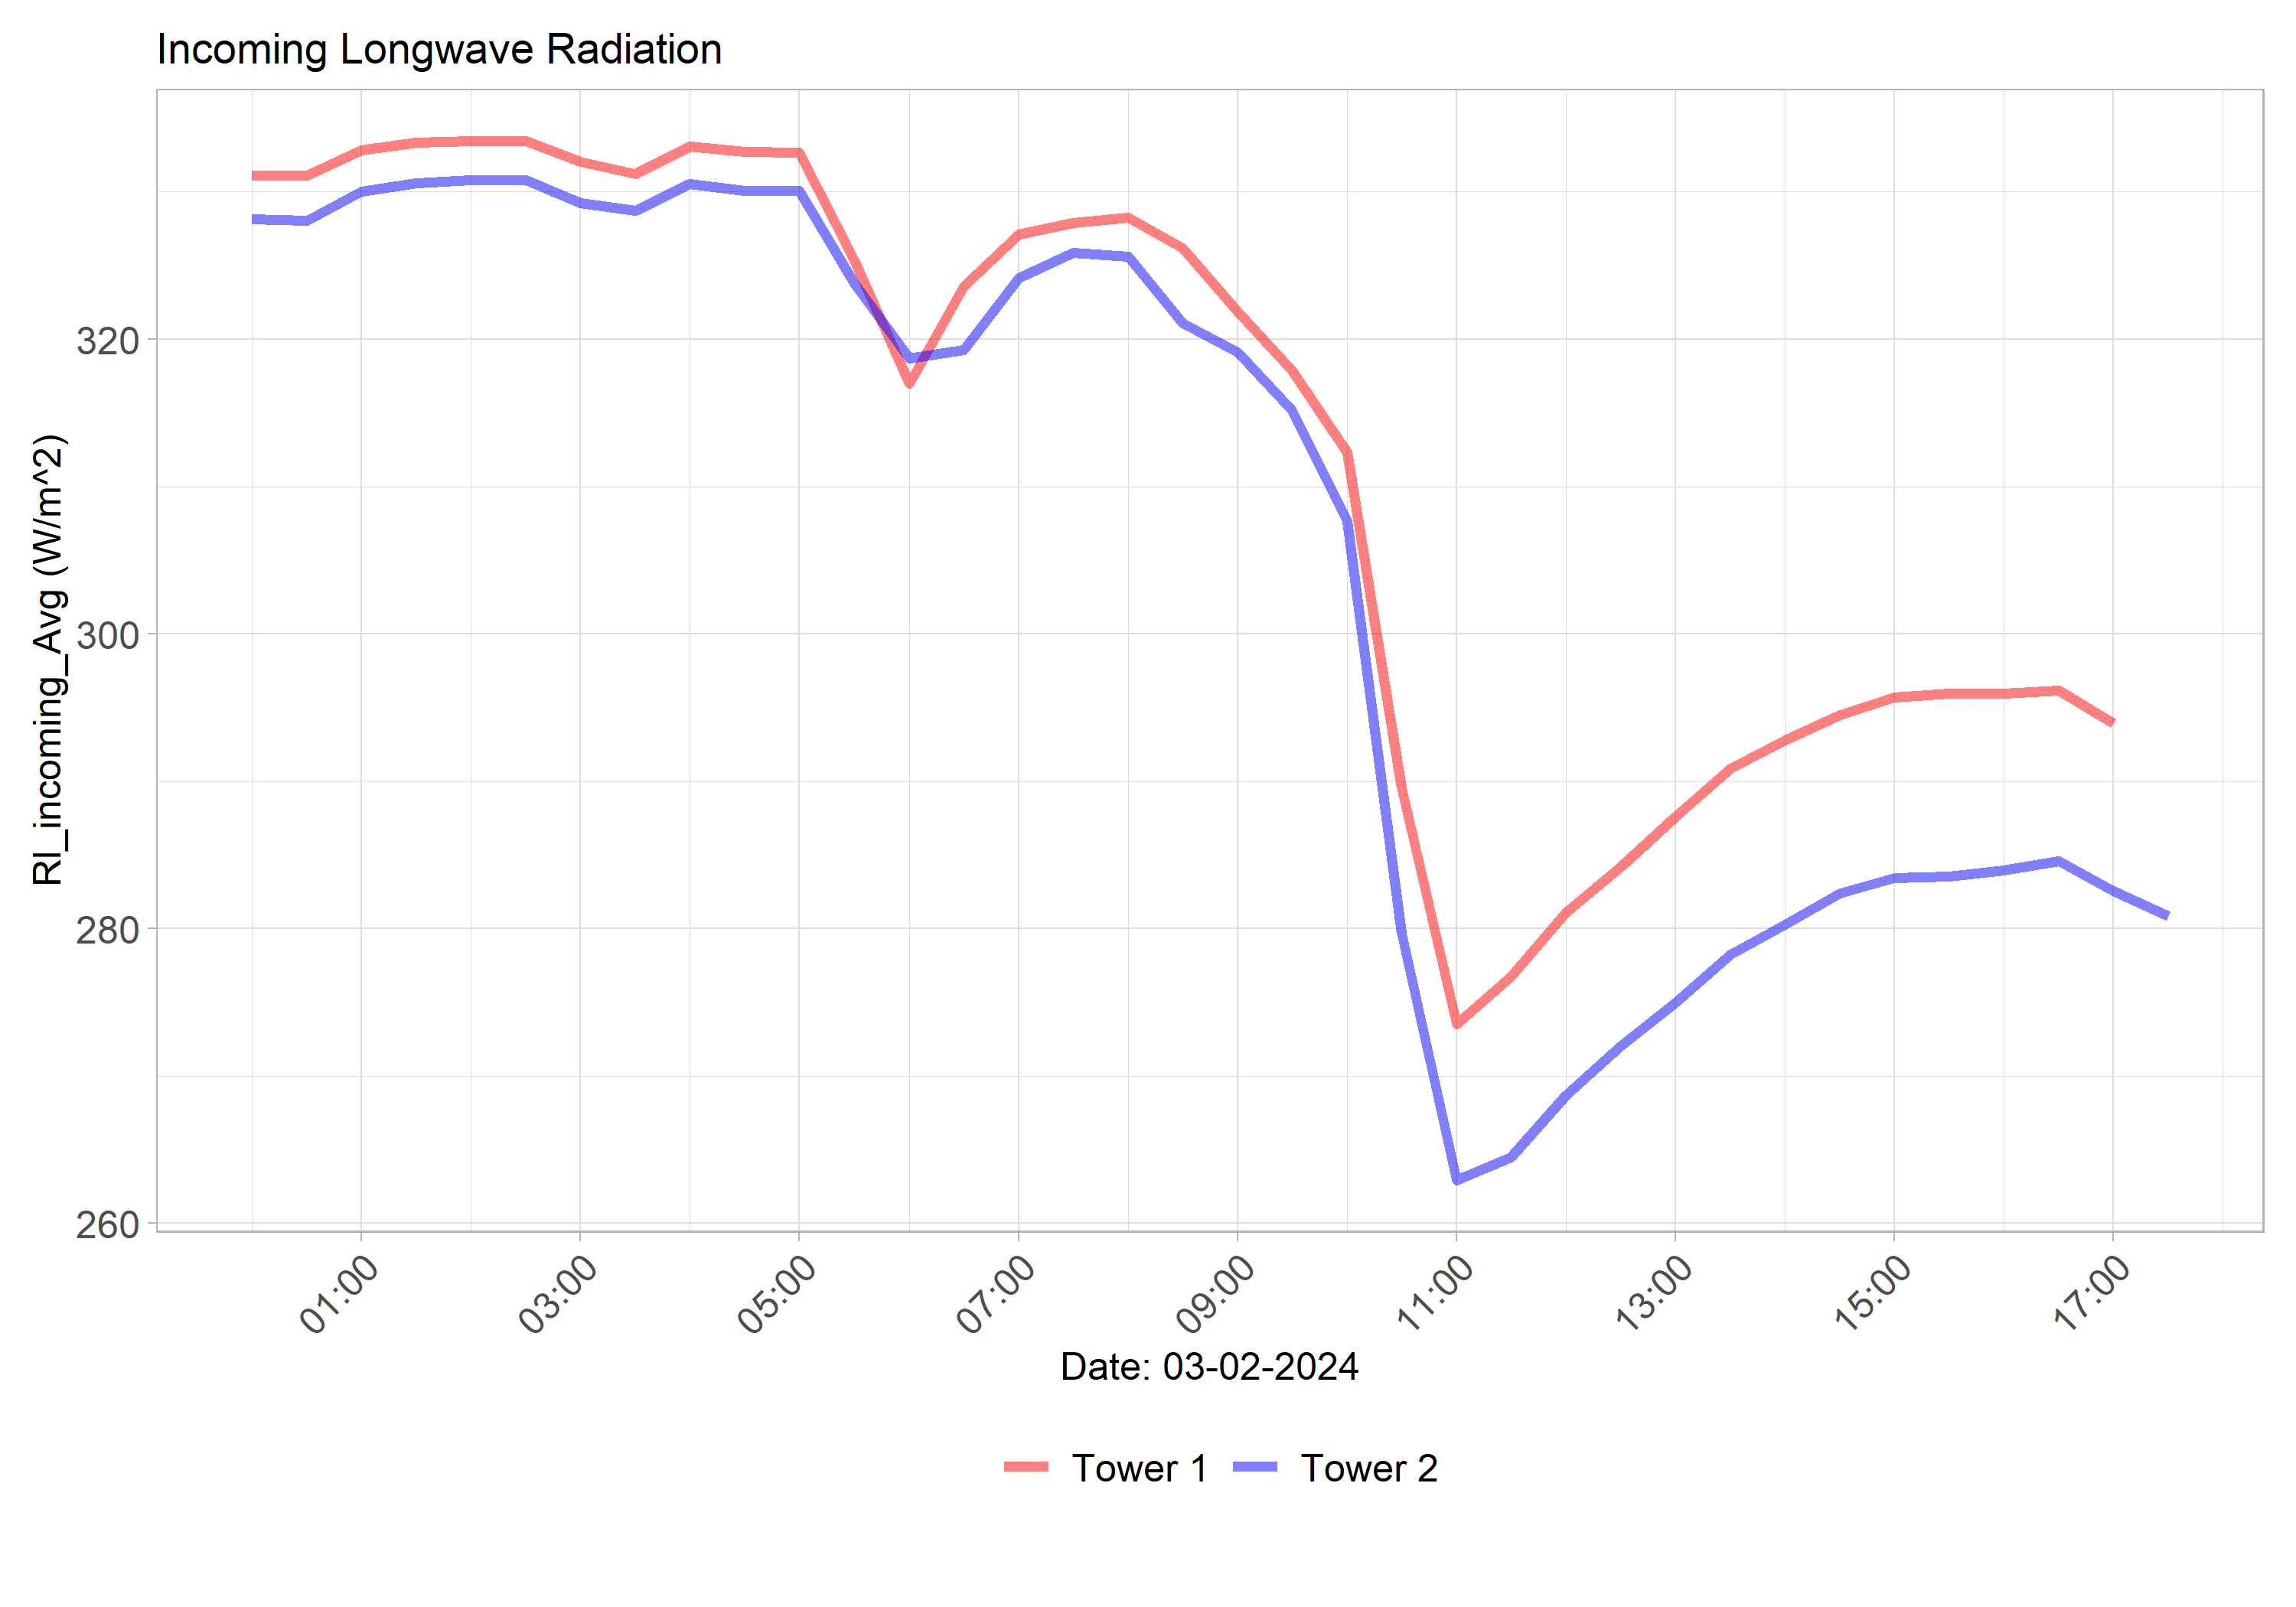 Incoming Longwave Radiation
Rl_incoming_Avg (W/m^2)
320
300
280
260
01:00 03:00 05:00 07:00 09:00 11:00 13:00 15:00 17:00
Date: 03-02-2024
Tower 1 Tower 2